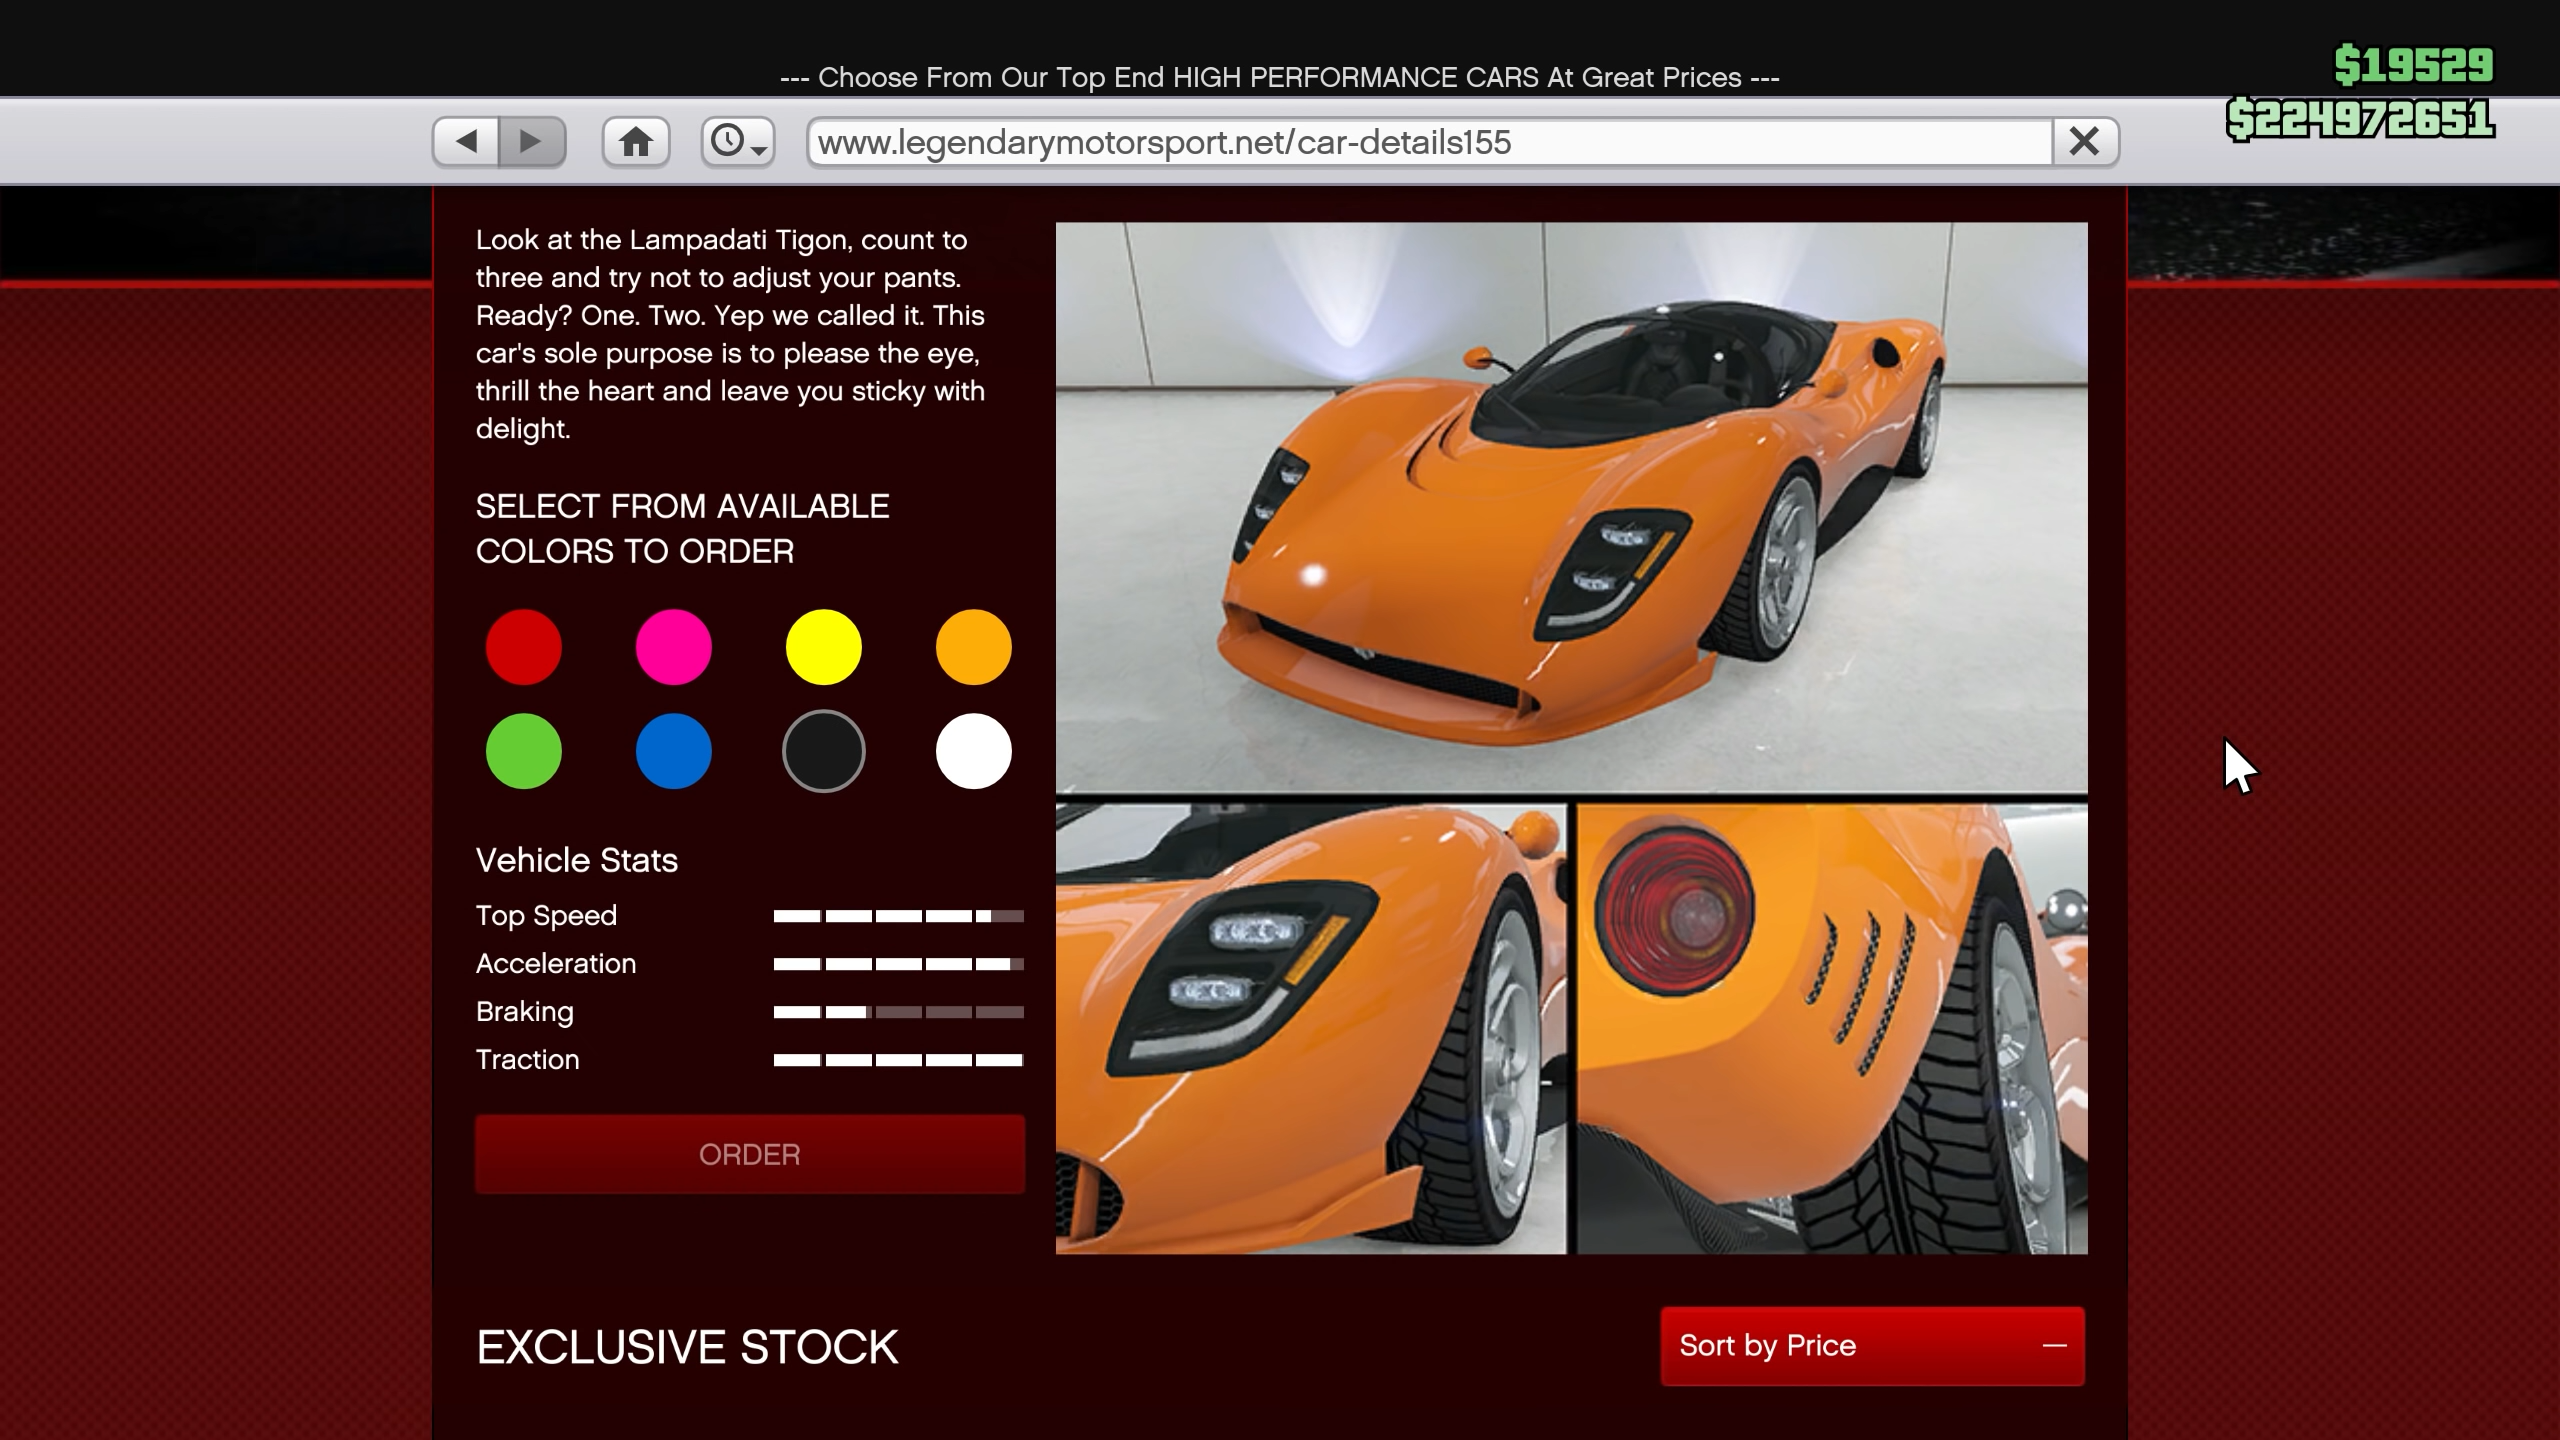 --- Choose From Our Top End HIGH PERFORMANCE CARS At Great Prices ---
$19529
$224972651
www.legendarymotorsport.net/car-details155
Look at the Lampadati Tigon, count to
three and try not to adjust your pants.
Ready? One. Two. Yep we called it. This
car's sole purpose is to please the eye,
thrill the heart and leave you sticky with
delight.
SELECT FROM AVAILABLE
COLORS TO ORDER
Vehicle Stats
Top Speed
Acceleration
Braking
Traction
ORDER
EXCLUSIVE STOCK
Sort by Price